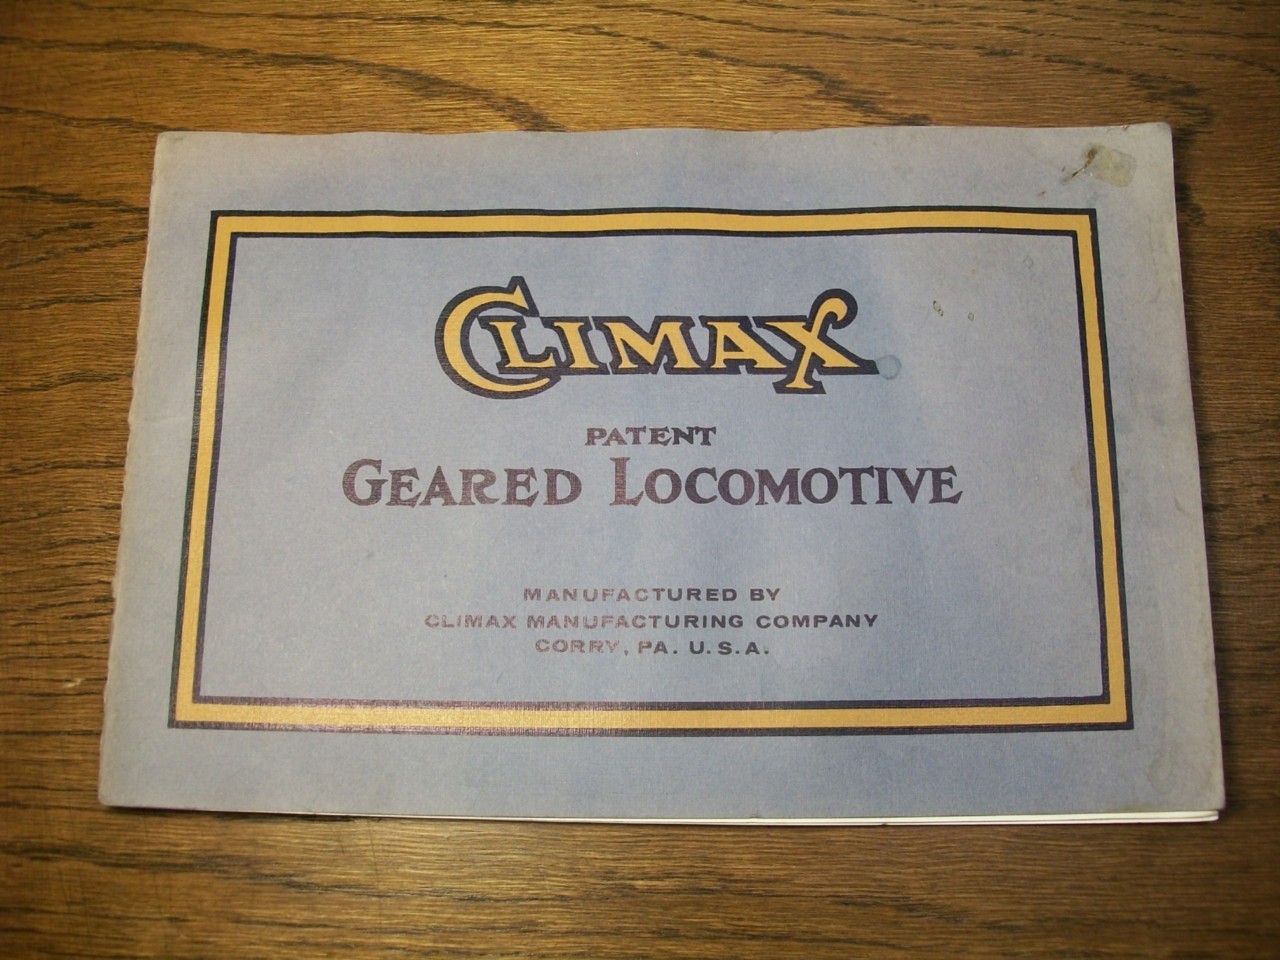 CLIMAX
PATENT
GEARED LOCOMOTIVE
MANUFACTURED BY
CLIMAX MANUFACTURING COMPANY
CORRY, PA. U.S.A.